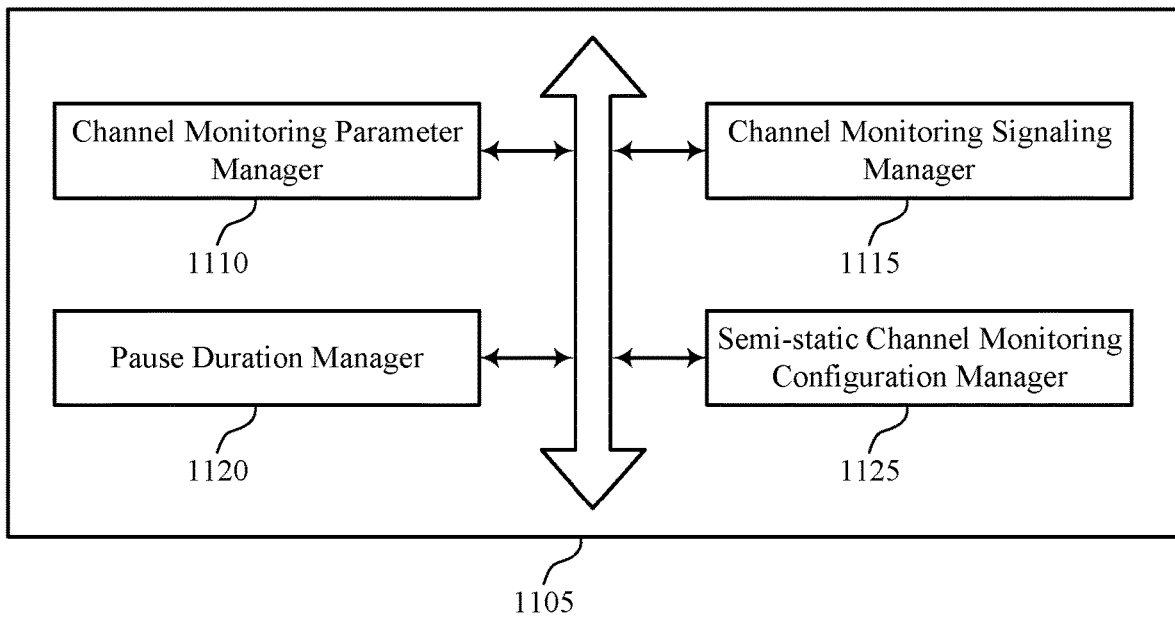 Channel Monitoring Parameter
Manager
1110
Channel Monitoring Signaling
Manager
1115
Pause Duration Manager
1120
Semi-static Channel Monitoring
Configuration Manager
1125
1105